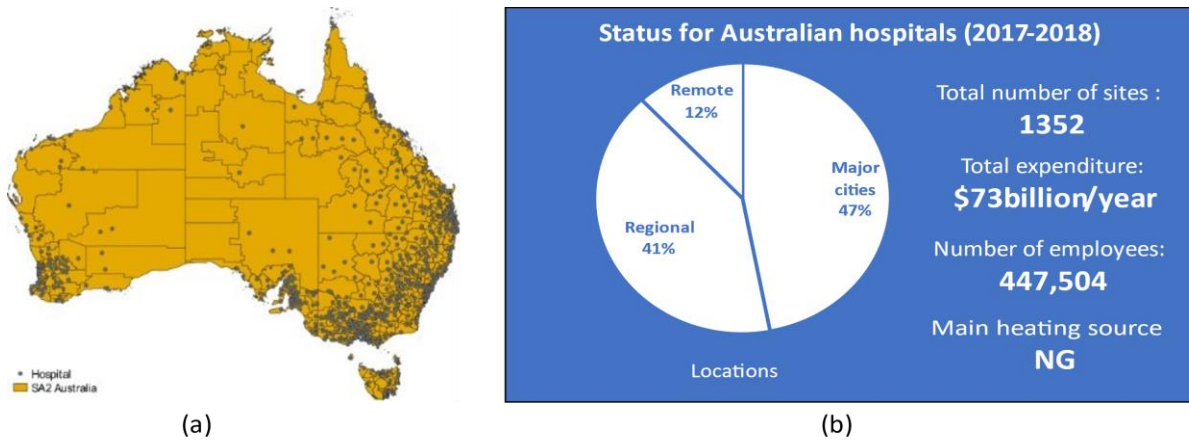 Hospital
SA2 Australia
(a)
Status for Australian hospitals (2017-2018)
Remote
12%
Major
cities
47%
Regional
41%
Locations
Total number of sites :
1352
Total expenditure:
$73billion/year
Number of employees:
447,504
Main heating source
NG
(b)